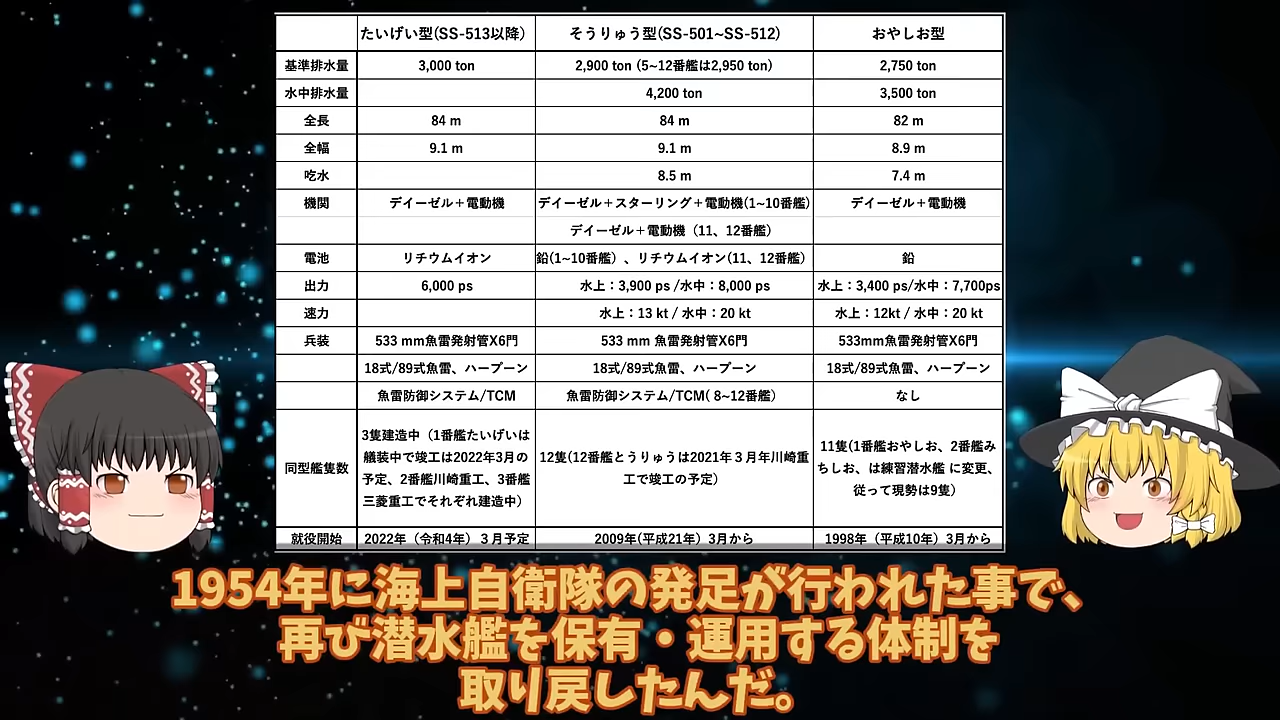 たいげい型(SS-513以降) そうりゅう型(SS-501~SS-512) おやしお型
基準排水量 3,000 ton 2,900 ton (5~12番艦は2,950 ton) 2,750 ton
水中排水量 4,200 ton 3,500 ton
全長 84 m 84 m 82 m
全幅 9.1 m 9.1 m 8.9 m
吃水 8.5 m 7.4 m
機関 デイーゼル＋電動機 デイーゼル＋スターリング＋電動機(1~10番艦) デイーゼル＋電動機
デイーゼル＋電動機（11、12番艦）
電池 リチウムイオン 鉛(1~10番艦）、リチウムイオン(11、12番艦） 鉛
出力 6,000 ps 水上：3,900 ps /水中：8,000 ps 水上：3,400 ps/水中：7,700ps
速力 水上：13 kt / 水中：20 kt 水上：12kt / 水中：20 kt
兵装 533 mm魚雷発射管X6門 533 mm 魚雷発射管X6門 533mm魚雷発射管X6門
18式/89式魚雷、ハープーン 18式/89式魚雷、ハープーン 18式/89式魚雷、ハープーン
魚雷防御システム/TCM 魚雷防御システム/TCM( 8~12番艦） なし
同型艦隻数
3隻建造中（1番艦たいげいは
艤装中で竣工は2022年3月の
予定、2番艦川崎重工、3番艦
三菱重工でそれぞれ建造中）
12隻(12番艦とうりゅうは2021年３月年川崎重
工で竣工の予定）
11隻(1番艦おやしお、2番艦み
ちしお、は練習潜水艦 に変更、
従って現勢は9隻）
就役開始 2022年（令和4年）３月予定 2009年(平成21年）3月から 1998年（平成10年）3月から
1954年に海上自衛隊の発足が行われた事で、
再び潜水艦を保有・運用する体制を
取り戻したんだ。